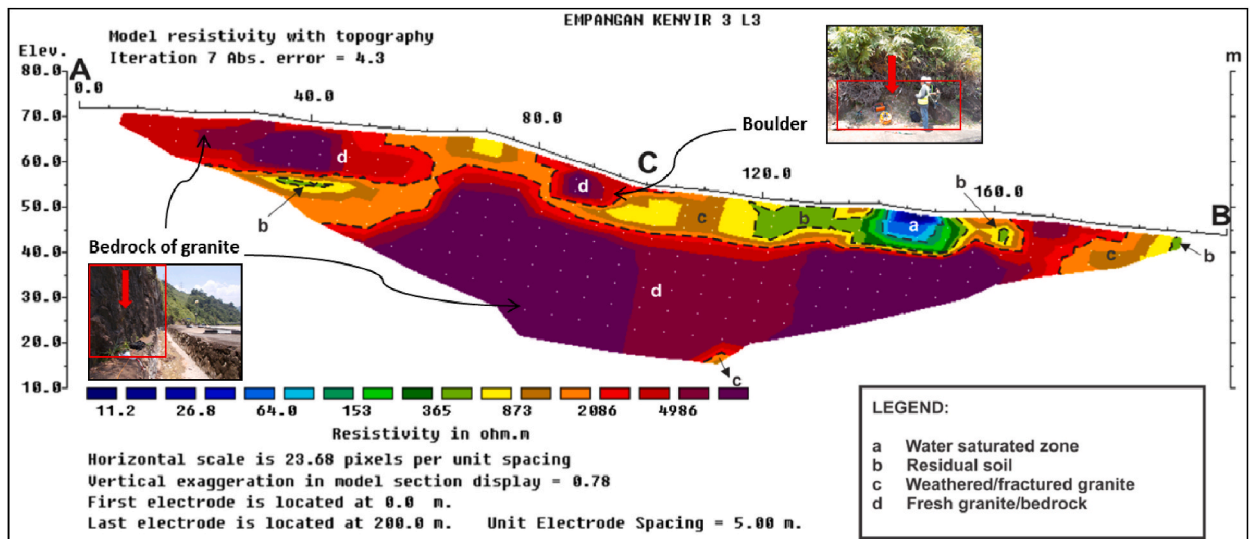 EMPANGAN KENYIR 3 L3
Model resistivity with topography
Iteration 7 Abs. error = 4.3
Elev.
80.0
70.0
60.0
50.0
40.0
30.0
20.0
10.0
A
0.0
40.0
80.0
C
120.0
160.0
B
m
Boulder
Bedrock of granite
d
d
b
c
b
a
b
c
b
d
c
11.2 26.8 64.0 153 365 873 2086 4986
Resistivity in ohm.m
Horizontal scale is 23.68 pixels per unit spacing
Vertical exaggeration in model section display = 0.78
First electrode is located at 0.0 m.
Last electrode is located at 200.0 m. Unit Electrode Spacing = 5.00 m.
LEGEND:
a Water saturated zone
b Residual soil
c Weathered/fractured granite
d Fresh granite/bedrock